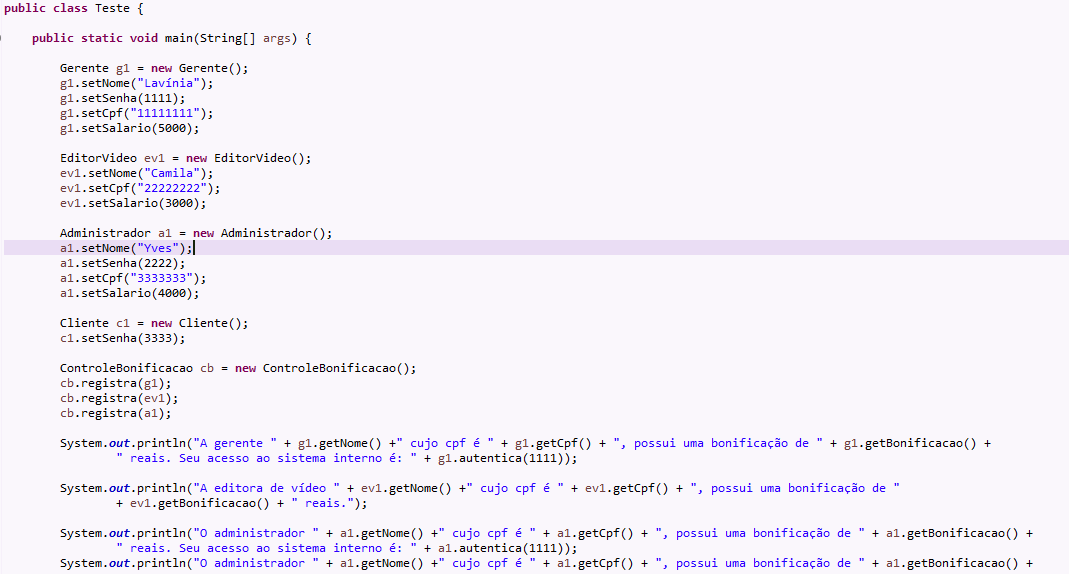 public class Teste {
public static void main(String[] args) {
Gerente g1 = new Gerente();
g1.setNome("Lavínia");
g1.setSenha(1111);
g1.setCpf("11111111");
g1.setSalario(5000);
EditorVideo ev1 = new EditorVideo();
ev1.setNome("Camila");
ev1.setCpf("22222222");
ev1.setSalario(3000);
Administrador a1 = new Administrador();
a1.setNome("Yves");
a1.setSenha(2222);
a1.setCpf("3333333");
a1.setSalario(4000);
Cliente c1 = new Cliente();
c1.setSenha(3333);
ControleBonificacao cb = new ControleBonificacao();
cb.registra(g1);
cb.registra(ev1);
cb.registra(a1);
System.out.println("A gerente " + g1.getNome() +" cujo cpf é " + g1.getCpf() + ", possui uma bonificação de " + g1.getBonificacao() +
" reais. Seu acesso ao sistema interno é: " + g1.autentica(1111));
System.out.println("A editora de vídeo " + ev1.getNome() +" cujo cpf é " + ev1.getCpf() + ", possui uma bonificação de "
+ ev1.getBonificacao() + " reais.");
System.out.println("O administrador " + a1.getNome() +" cujo cpf é " + a1.getCpf() + ", possui uma bonificação de " + a1.getBonificacao() +
" reais. Seu acesso ao sistema interno é: " + a1.autentica(1111));
System.out.println("O administrador " + a1.getNome() +" cujo cpf é " + a1.getCpf() + ", possui uma bonificação de " + a1.getBonificacao() +